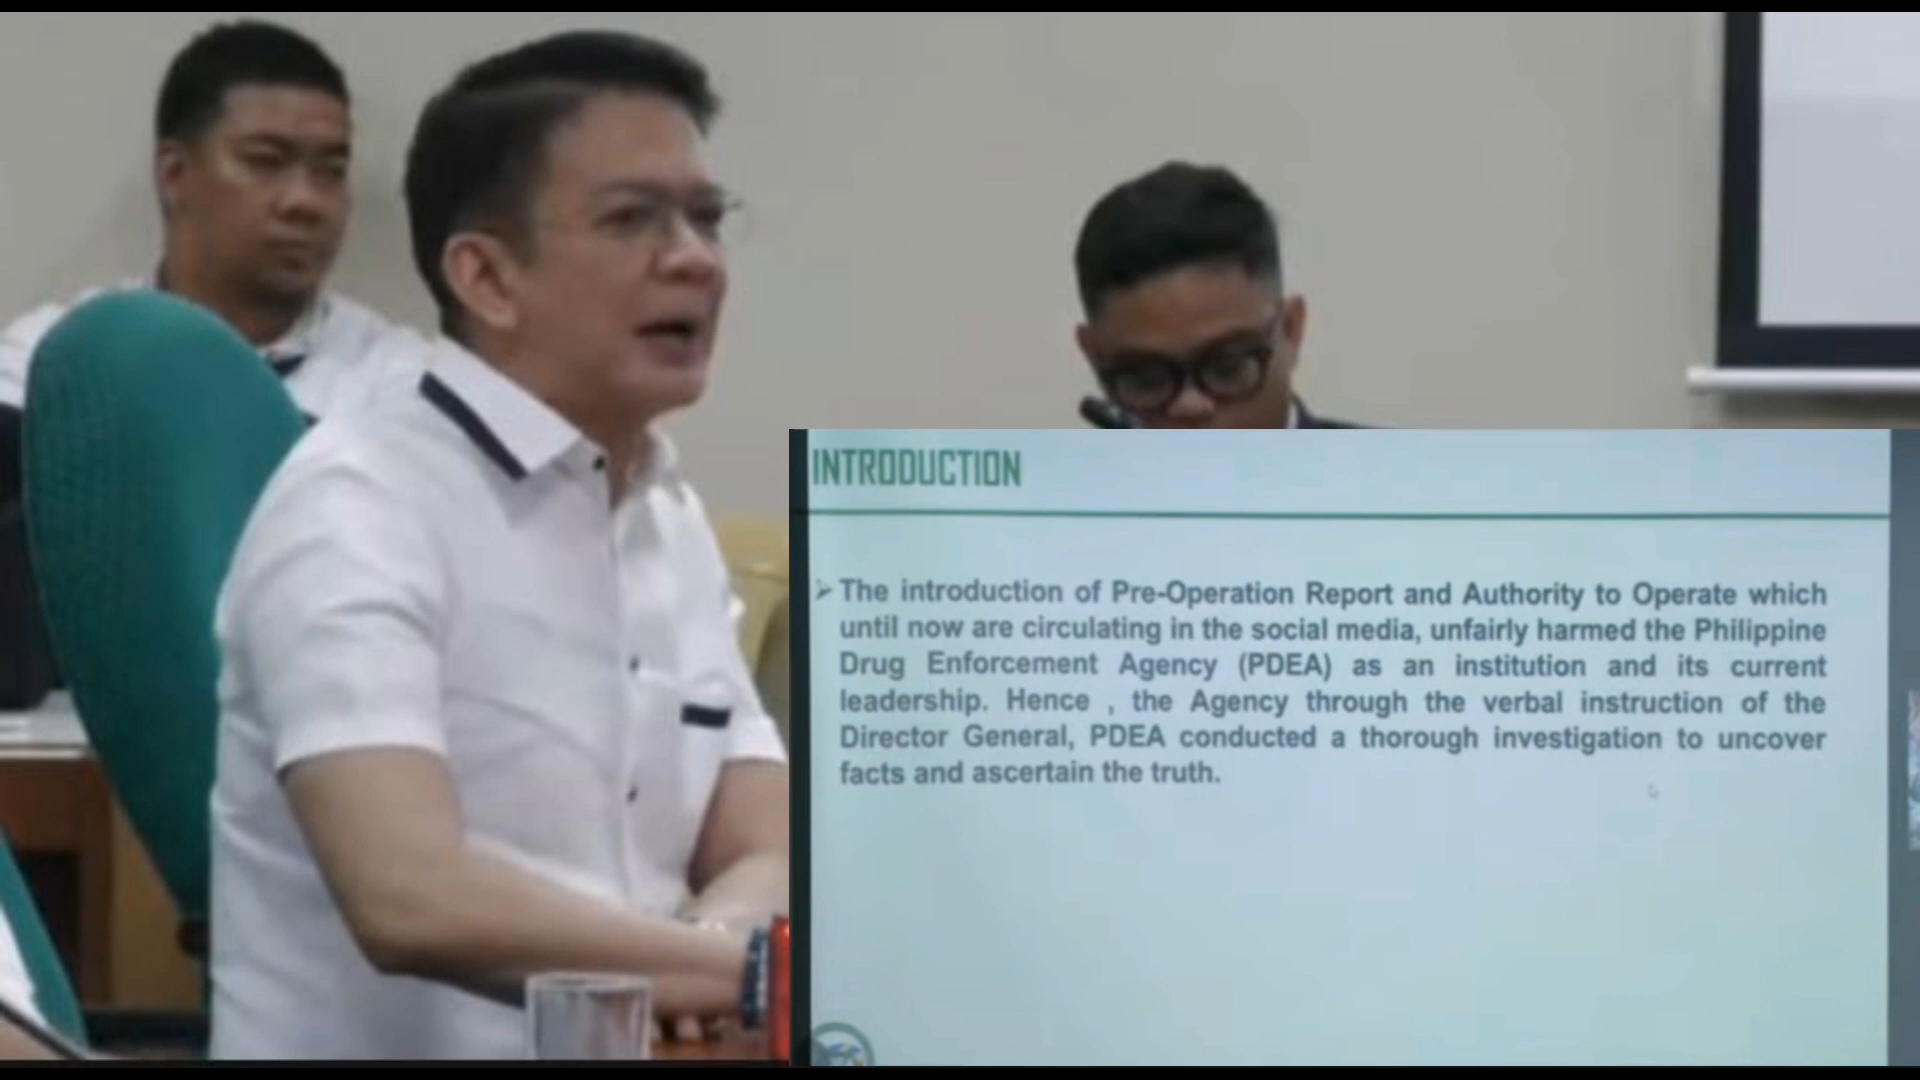 INTRODUCTION
➢ The introduction of Pre-Operation Report and Authority to Operate which
until now are circulating in the social media, unfairly harmed the Philippine
Drug Enforcement Agency (PDEA) as an institution and its current
leadership. Hence , the Agency through the verbal instruction of the
Director General, PDEA conducted a thorough investigation to uncover
facts and ascertain the truth.